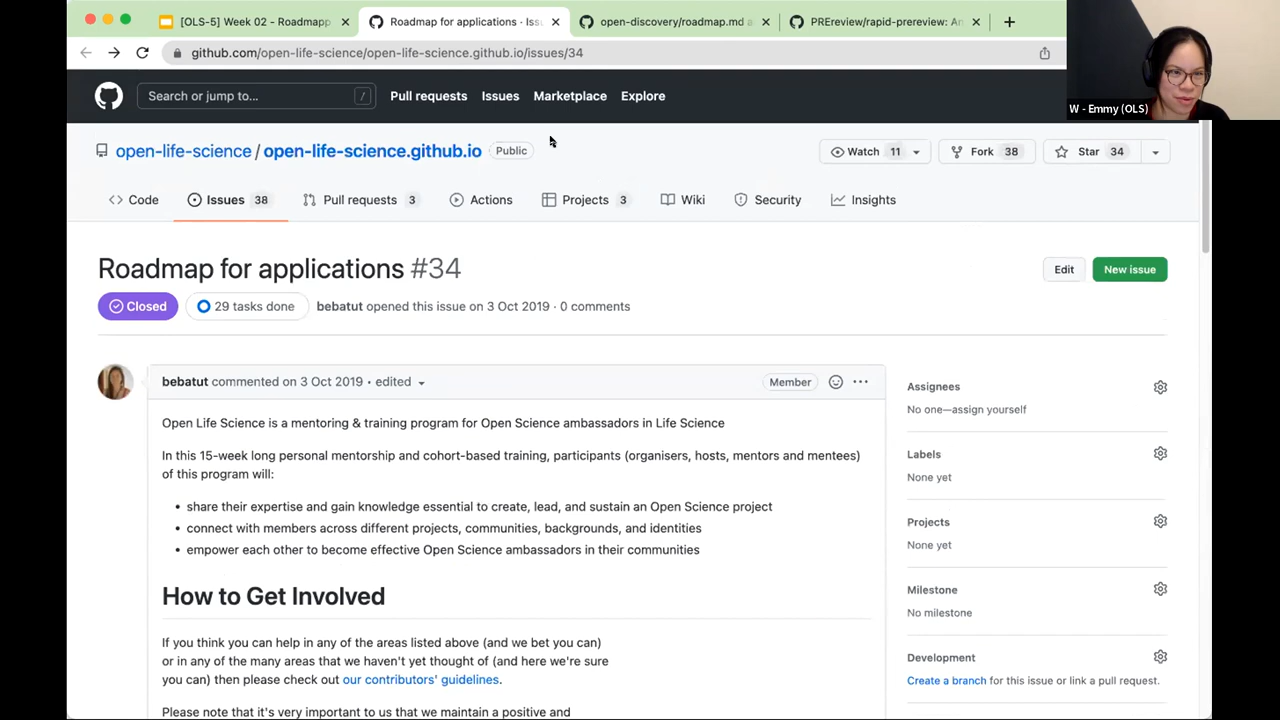 [OLS-5] Week 02 - Roadmapp
Roadmap for applications · Iss
open-discovery/roadmap.md a
PREreview/rapid-prereview: An
github.com/open-life-science/open-life-science.github.io/issues/34
W - Emmy (OLS)
Search or jump to...
/
Pull requests
Issues
Marketplace
Explore
open-life-science / open-life-science.github.io Public
Watch 11
Fork 38
Star 34
Code
Issues 38
Pull requests 3
Actions
Projects 3
Wiki
Security
Insights
Roadmap for applications #34
Edit
New issue
Closed
29 tasks done
bebatut opened this issue on 3 Oct 2019 · 0 comments
bebatut commented on 3 Oct 2019 • edited
Member
Open Life Science is a mentoring & training program for Open Science ambassadors in Life Science
In this 15-week long personal mentorship and cohort-based training, participants (organisers, hosts, mentors and mentees)
of this program will:
• share their expertise and gain knowledge essential to create, lead, and sustain an Open Science project
• connect with members across different projects, communities, backgrounds, and identities
• empower each other to become effective Open Science ambassadors in their communities
How to Get Involved
If you think you can help in any of the areas listed above (and we bet you can)
or in any of the many areas that we haven't yet thought of (and here we're sure
you can) then please check out our contributors' guidelines.
Please note that it's very important to us that we maintain a positive and
Assignees
No one—assign yourself
Labels
None yet
Projects
None yet
Milestone
No milestone
Development
Create a branch for this issue or link a pull request.